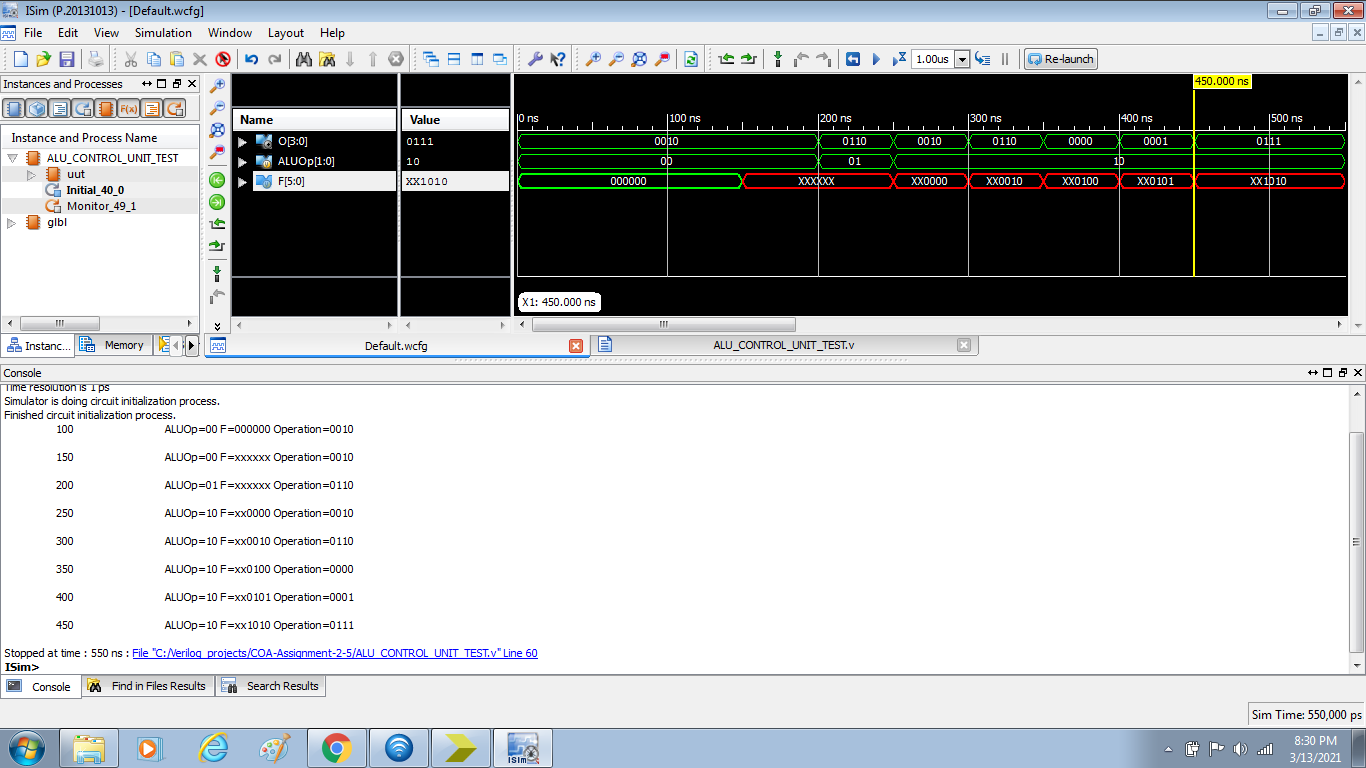 ISim (P.20131013) - [Default.wcfg]
File Edit View Simulation Window Layout Help
1.00us Re-launch
Instances and Processes
Instance and Process Name
ALU_CONTROL_UNIT_TEST
uut
Initial_40_0
Monitor_49_1
glbl
Instanc... Memory
Name Value
O[3:0] 0111
ALUOp[1:0] 10
F[5:0] XX1010
450.000 ns
0 ns 100 ns 200 ns 300 ns 400 ns 500 ns
0010 0110 0010 0110 0000 0001 0111
00 01 10
000000 XXXXXX XX0000 XX0010 XX0100 XX0101 XX1010
X1: 450.000 ns
Default.wcfg ALU_CONTROL_UNIT_TEST.v
Console
Time resolution is 1 ps
Simulator is doing circuit initialization process.
Finished circuit initialization process.
100 ALUOp=00 F=000000 Operation=0010
150 ALUOp=00 F=xxxxxx Operation=0010
200 ALUOp=01 F=xxxxxx Operation=0110
250 ALUOp=10 F=xx0000 Operation=0010
300 ALUOp=10 F=xx0010 Operation=0110
350 ALUOp=10 F=xx0100 Operation=0000
400 ALUOp=10 F=xx0101 Operation=0001
450 ALUOp=10 F=xx1010 Operation=0111
Stopped at time : 550 ns : File "C:/Verilog_projects/COA-Assignment-2-5/ALU_CONTROL_UNIT_TEST.v" Line 60
ISim>
Console Find in Files Results Search Results
Sim Time: 550,000 ps
ISim
8:30 PM
3/13/2021